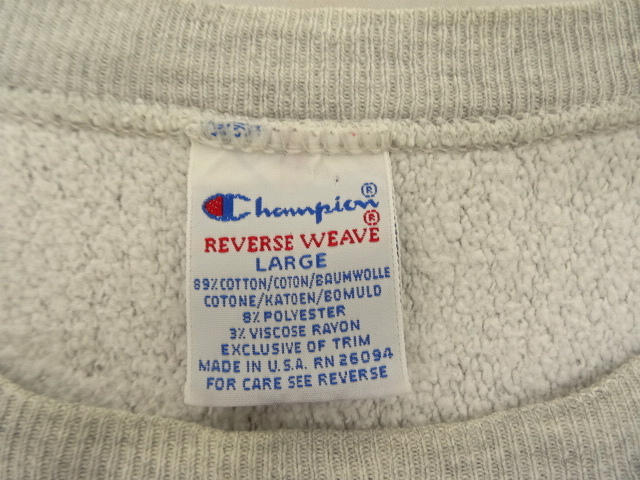 Champion®
REVERSE WEAVE®
LARGE
89% COTTON/COTON/BAUMWOLLE
COTONE/KATOEN/BOMULD
8% POLYESTER
3% VISCOSE RAYON
EXCLUSIVE OF TRIM
MADE IN U.S.A. RN 26094
FOR CARE SEE REVERSE